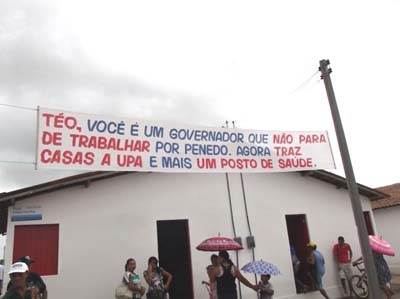 TÉO, VOCÊ É UM GOVERNADOR QUE NÃO PARA
DE TRABALHAR POR PENEDO. AGORA TRAZ
CASAS A UPA E MAIS UM POSTO DE SAÚDE.